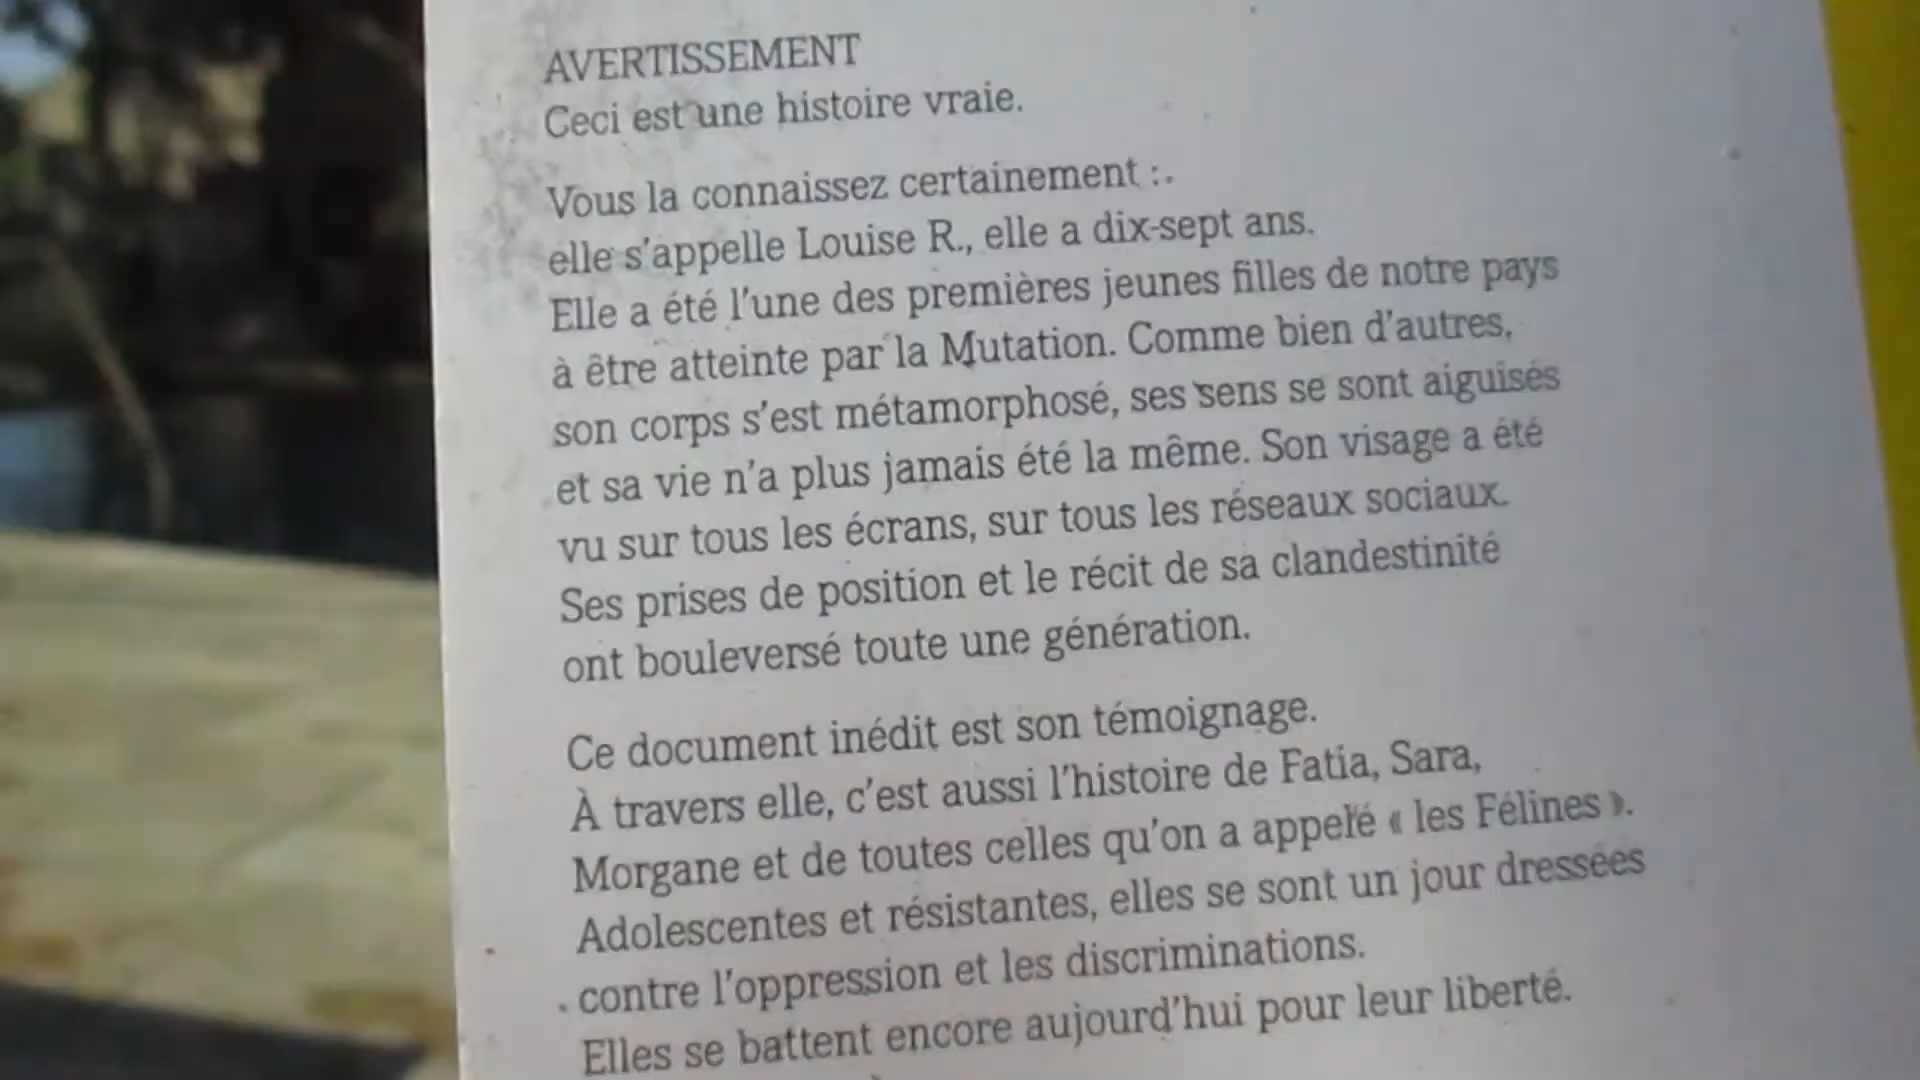 AVERTISSEMENT
Ceci est une histoire vraie.
Vous la connaissez certainement :
elle s'appelle Louise R., elle a dix-sept ans.
Elle a été l'une des premières jeunes filles de notre pays
à être atteinte par la Mutation. Comme bien d'autres,
son corps s'est métamorphosé, ses sens se sont aiguisés
et sa vie n'a plus jamais été la même. Son visage a été
vu sur tous les écrans, sur tous les réseaux sociaux.
Ses prises de position et le récit de sa clandestinité
ont bouleversé toute une génération.
Ce document inédit est son témoignage.
À travers elle, c'est aussi l'histoire de Fatia, Sara,
Morgane et de toutes celles qu'on a appelé « les Félines ».
Adolescentes et résistantes, elles se sont un jour dressées
contre l'oppression et les discriminations.
Elles se battent encore aujourd'hui pour leur liberté.